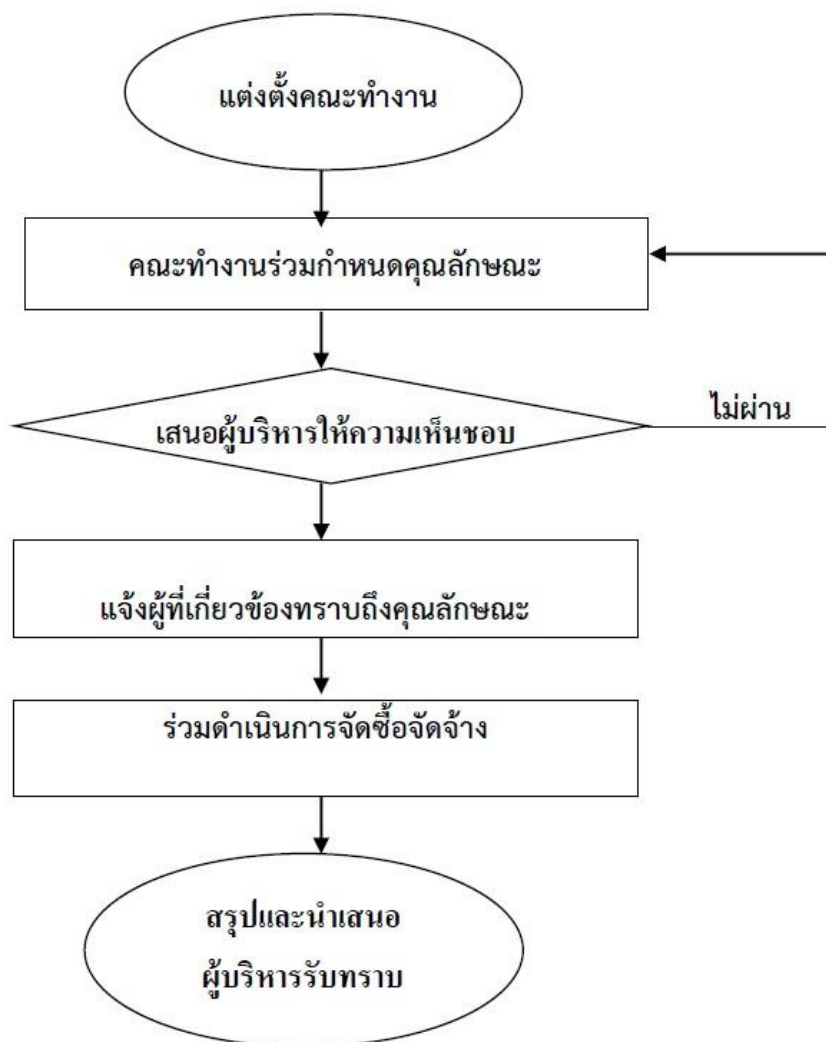 แต่งตั้งคณะทำงาน
คณะทำงานร่วมกำหนดคุณลักษณะ
ไม่ผ่าน
เสนอผู้บริหารให้ความเห็นชอบ
แจ้งผู้ที่เกี่ยวข้องทราบถึงคุณลักษณะ
ร่วมดำเนินการจัดซื้อจัดจ้าง
สรุปและนำเสนอ
ผู้บริหารรับทราบ